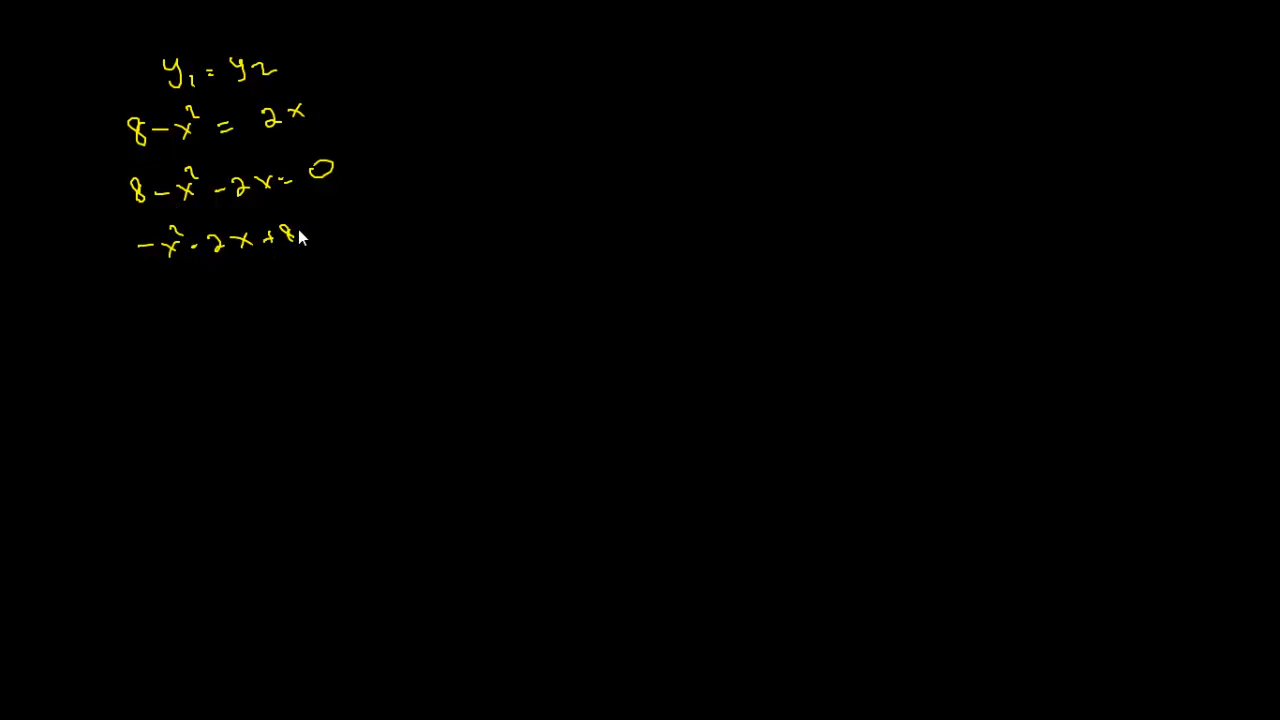 y₁ = y2
8 - x² = 2x
8 - x² - 2x = 0
-x² - 2x + 8